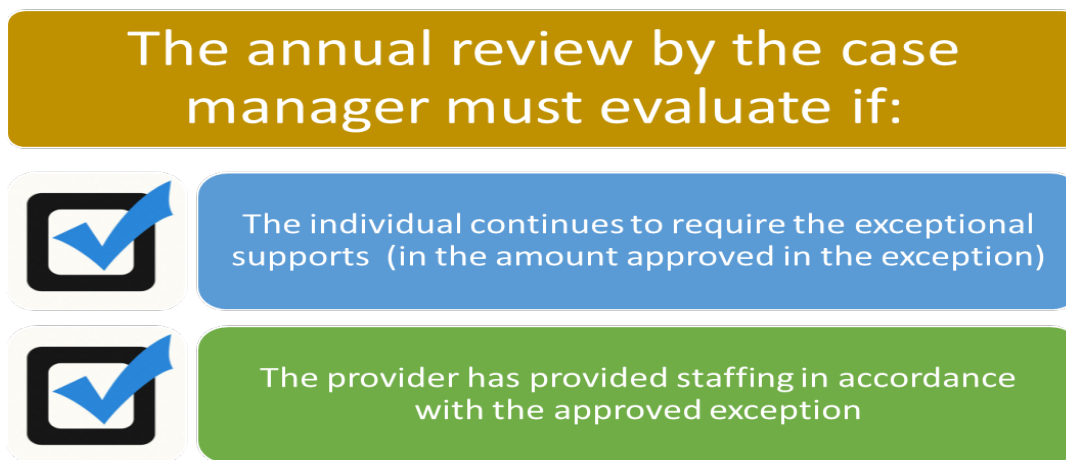 The annual review by the case
manager must evaluate if:
The individual continues to require the exceptional
supports  (in the amount approved in the exception)
The provider has provided staffing in accordance
with the approved exception